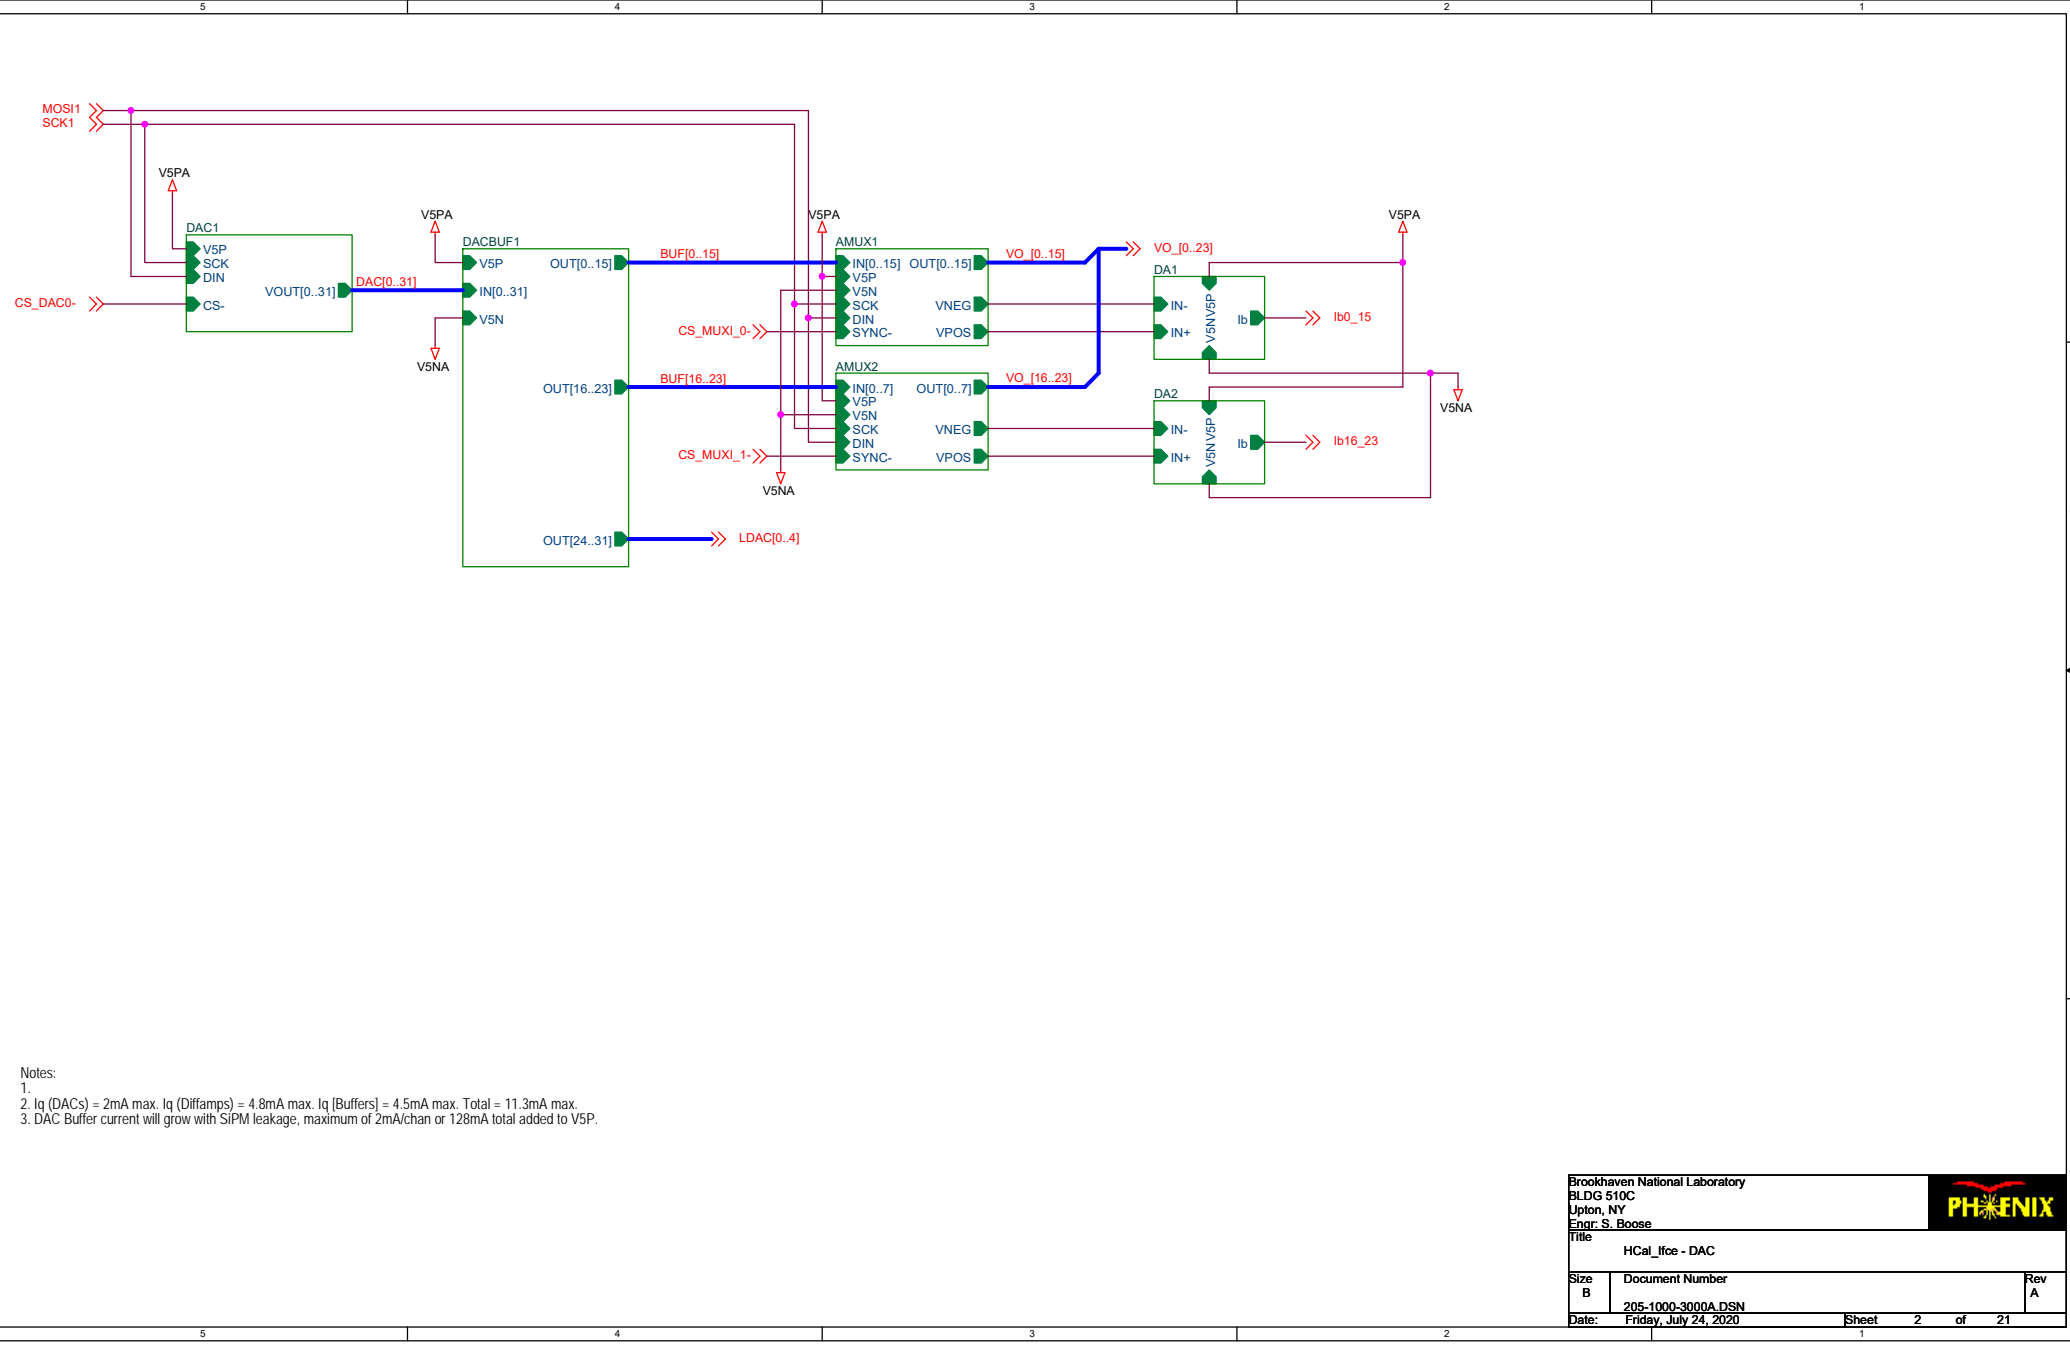 5 4 3 2 1
MOSI1
SCK1
V5PA
DAC1
V5P
SCK
DIN
CS_DAC0-
CS-
VOUT[0..31]
DAC[0..31]
V5PA
DACBUF1
V5P
IN[0..31]
V5N
V5NA
OUT[0..15]
BUF[0..15]
OUT[16..23]
BUF[16..23]
OUT[24..31]
LDAC[0..4]
V5PA
AMUX1
IN[0..15]
V5P
V5N
SCK
DIN
SYNC-
CS_MUXI_0-
OUT[0..15]
VNEG
VPOS
VO_[0..15]
VO_[0..23]
AMUX2
IN[0..7]
V5P
V5N
SCK
DIN
SYNC-
CS_MUXI_1-
V5NA
OUT[0..7]
VNEG
VPOS
VO_[16..23]
V5PA
DA1
IN-
IN+
V5N V5P
Ib
Ib0_15
DA2
IN-
IN+
V5N V5P
Ib
Ib16_23
V5NA
Notes:
1.
2. Iq (DACs) = 2mA max. Iq (Diffamps) = 4.8mA max. Iq [Buffers] = 4.5mA max. Total = 11.3mA max.
3. DAC Buffer current will grow with SiPM leakage, maximum of 2mA/chan or 128mA total added to V5P.
Brookhaven National Laboratory
BLDG 510C
Upton, NY
Engr: S. Boose
PHENIX
Title
HCal_Ifce - DAC
Size
B
Document Number
205-1000-3000A.DSN
Rev
A
Date: Friday, July 24, 2020 Sheet 2 of 21
5 4 3 2 1